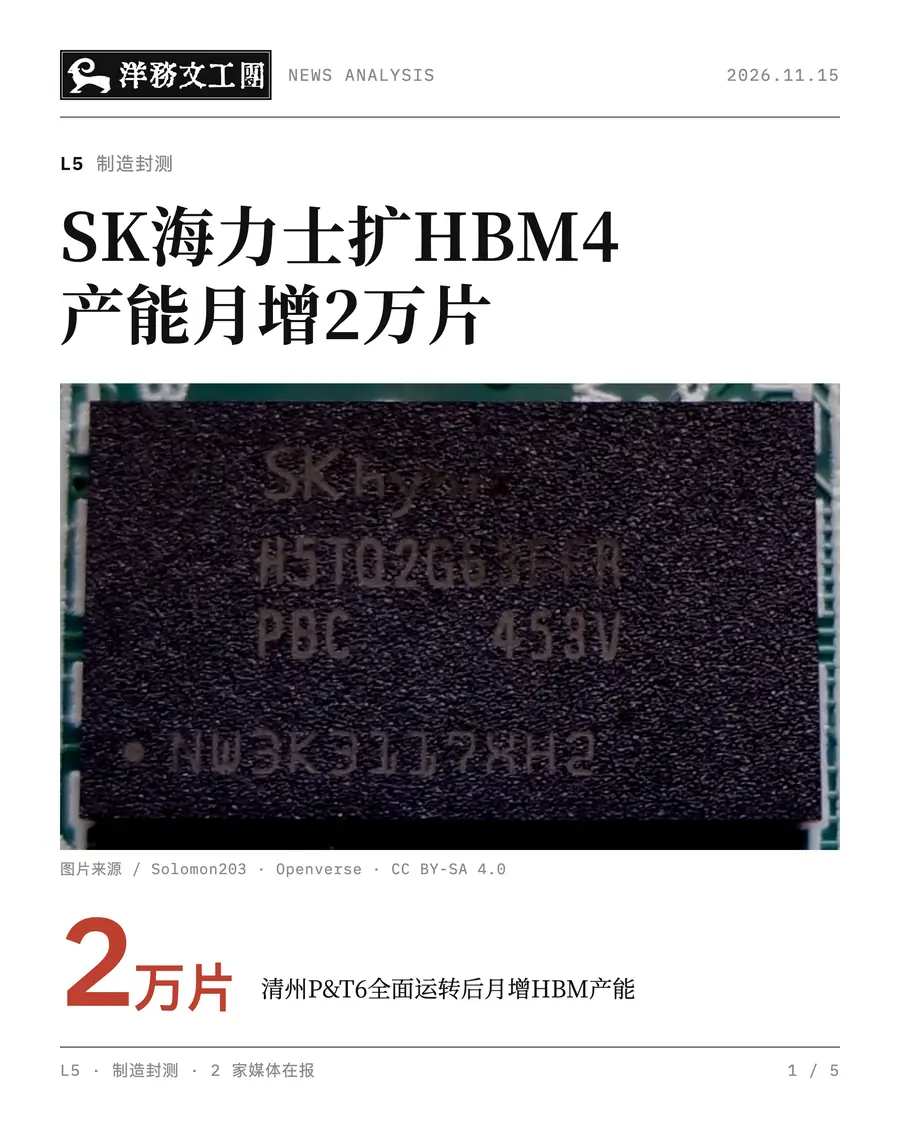 洋務文工團 NEWS ANALYSIS 2026.11.15
L5 制造封测
SK海力士扩HBM4
产能月增2万片
SK hynix
H5TQ2G63FFR
PBC 453V
NW3K3117XH2
图片来源 / Solomon203 · Openverse · CC BY-SA 4.0
2万片 清州P&T6全面运转后月增HBM产能
L5 · 制造封测 · 2 家媒体在报 1 / 5